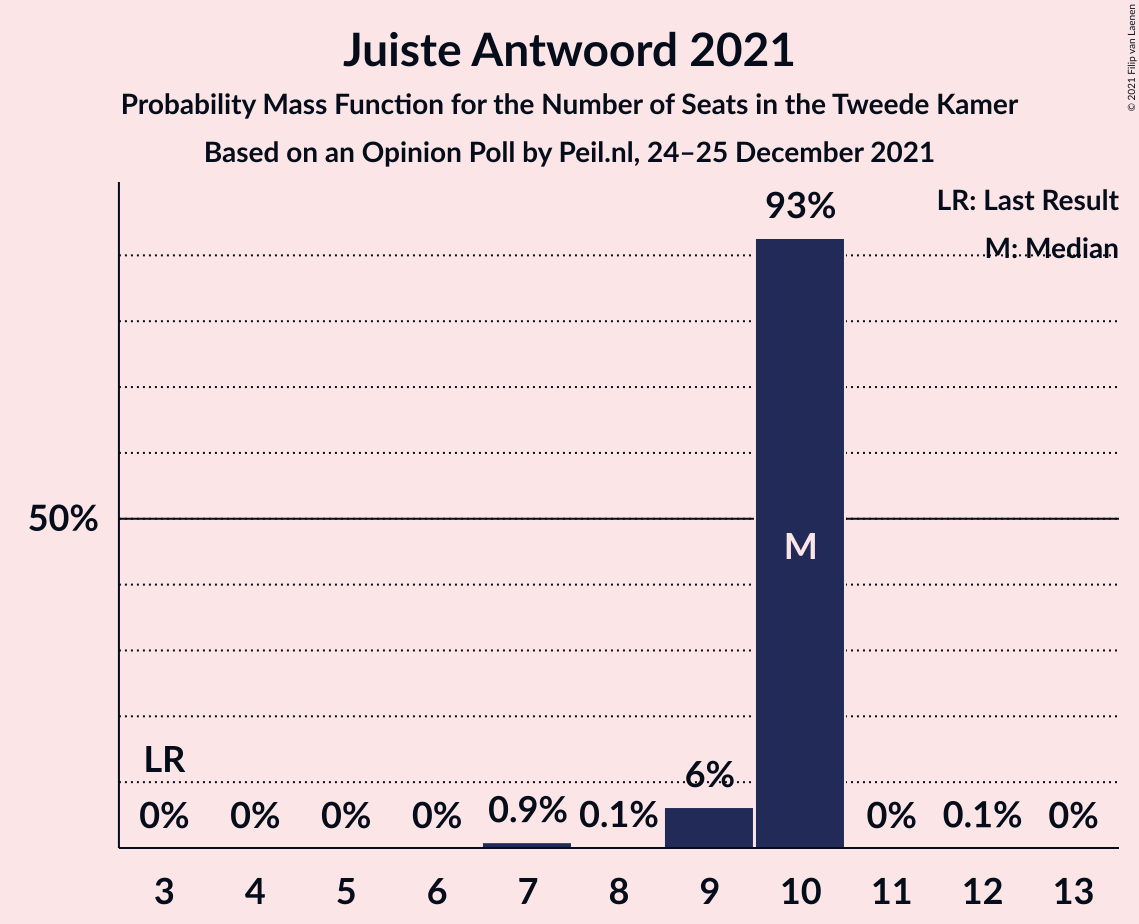 Juiste Antwoord 2021
Probability Mass Function for the Number of Seats in the Tweede Kamer
Based on an Opinion Poll by Peil.nl, 24–25 December 2021
© 2021 Filip van Laenen
LR: Last Result
M: Median
93%
50%
M
LR
0% 0% 0% 0% 0.9% 0.1% 6% 0% 0.1% 0%
3 4 5 6 7 8 9 10 11 12 13